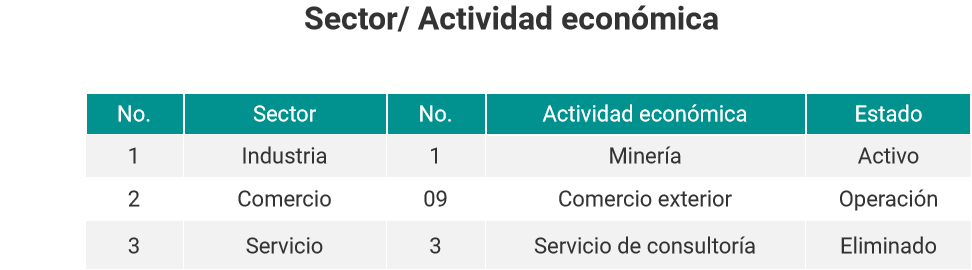 Sector/ Actividad económica
No. Sector No. Actividad económica Estado
1 Industria 1 Minería Activo
2 Comercio 09 Comercio exterior Operación
3 Servicio 3 Servicio de consultoría Eliminado